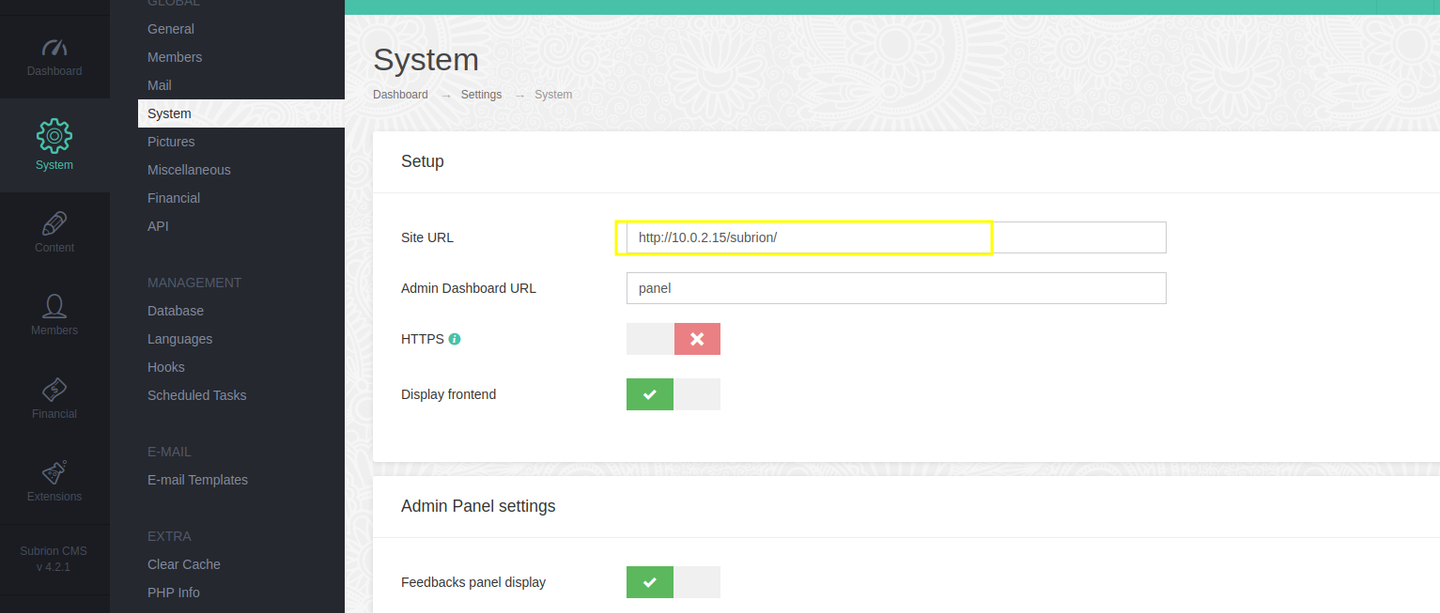 Dashboard
System
Content
Members
Financial
Extensions
Subrion CMS
v 4.2.1
GLOBAL
General
Members
Mail
System
Pictures
Miscellaneous
Financial
API
MANAGEMENT
Database
Languages
Hooks
Scheduled Tasks
E-MAIL
E-mail Templates
EXTRA
Clear Cache
PHP Info
System
Dashboard → Settings → System
Setup
Site URL http://10.0.2.15/subrion/
Admin Dashboard URL panel
HTTPS
Display frontend
Admin Panel settings
Feedbacks panel display